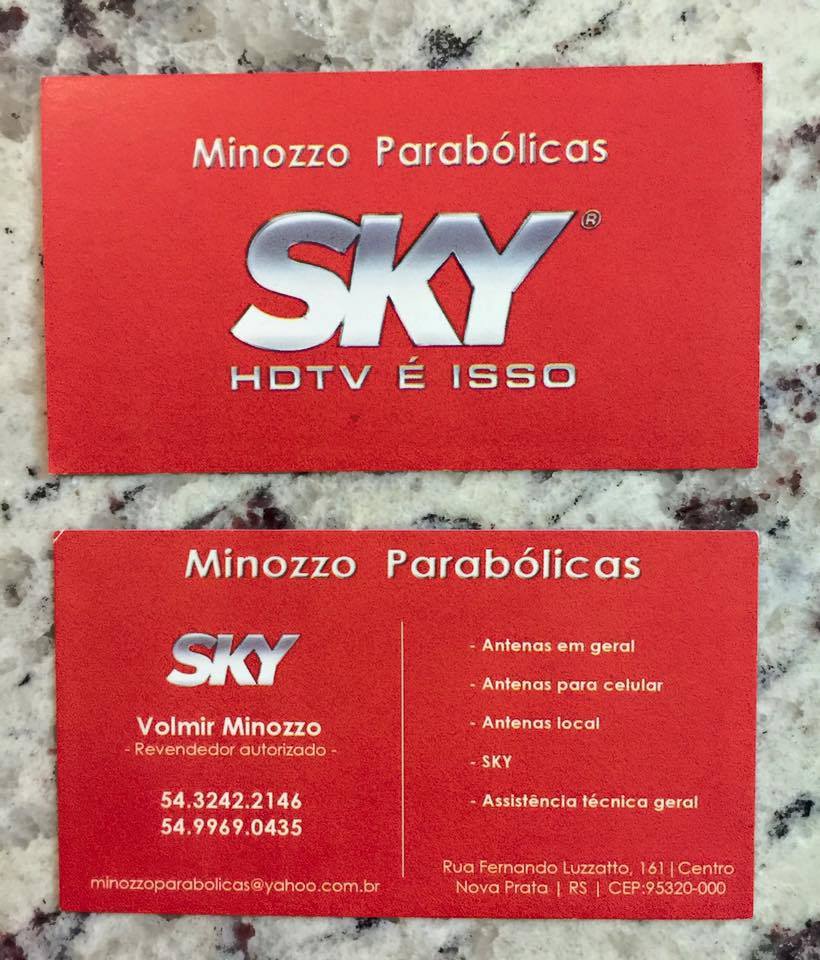 Minozzo Parabólicas
SKY®
HDTV É ISSO
Minozzo Parabólicas
SKY
Volmir Minozzo
- Revendedor autorizado -
54.3242.2146
54.9969.0435
minozzoparabolicas@yahoo.com.br
- Antenas em geral
- Antenas para celular
- Antenas local
- SKY
- Assistência técnica geral
Rua Fernando Luzzatto, 161|Centro
Nova Prata | RS | CEP:95320-000